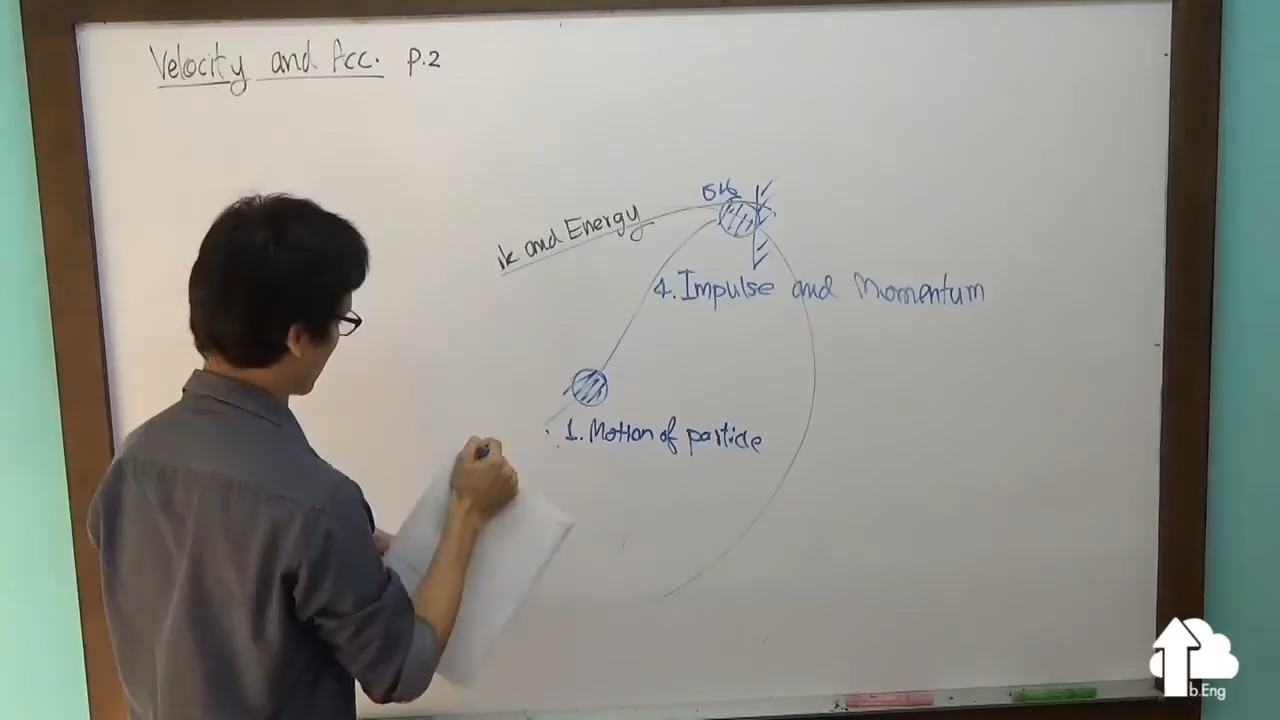 Velocity and Acc. P.2
and Energy
4. Impulse and Momentum
1. Motion of particle
b.Eng